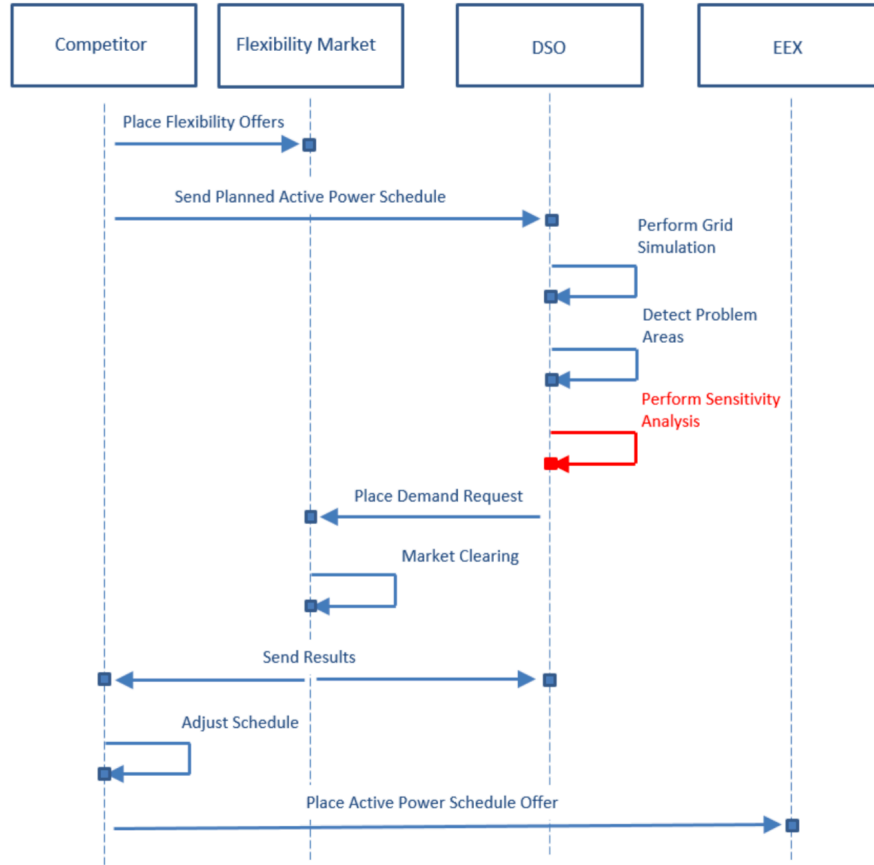 Competitor
Flexibility Market
DSO
EEX
Place Flexibility Offers
Send Planned Active Power Schedule
Perform Grid
Simulation
Detect Problem
Areas
Perform Sensitivity
Analysis
Place Demand Request
Market Clearing
Send Results
Adjust Schedule
Place Active Power Schedule Offer